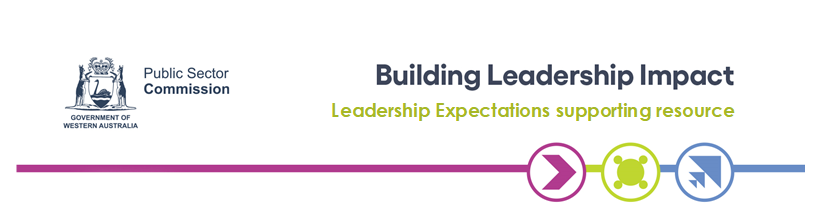 Public Sector
Commission
GOVERNMENT OF
WESTERN AUSTRALIA
Building Leadership Impact
Leadership Expectations supporting resource